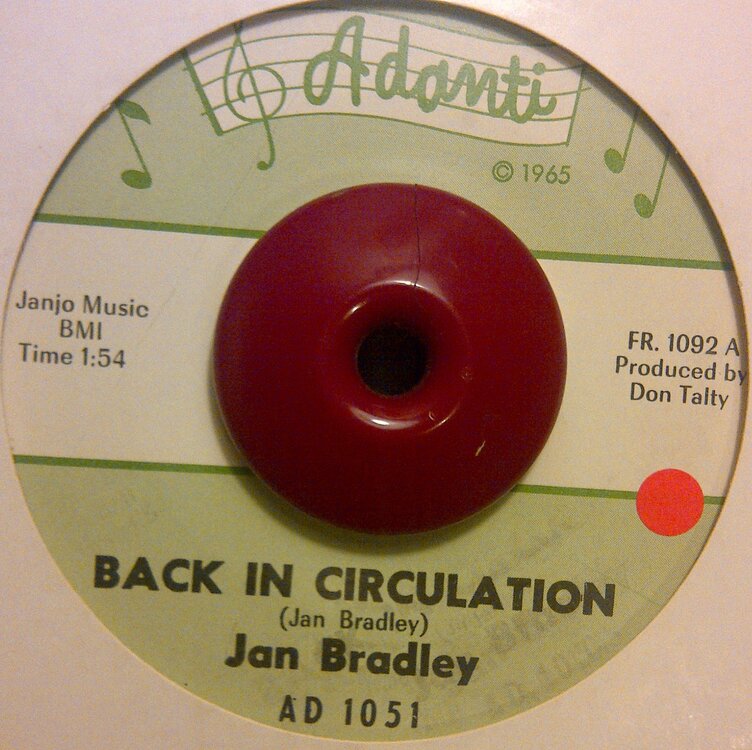 Adanti
© 1965
Janjo Music
BMI
Time 1:54
FR. 1092 A
Produced by
Don Talty
BACK IN CIRCULATION
(Jan Bradley)
Jan Bradley
AD 1051